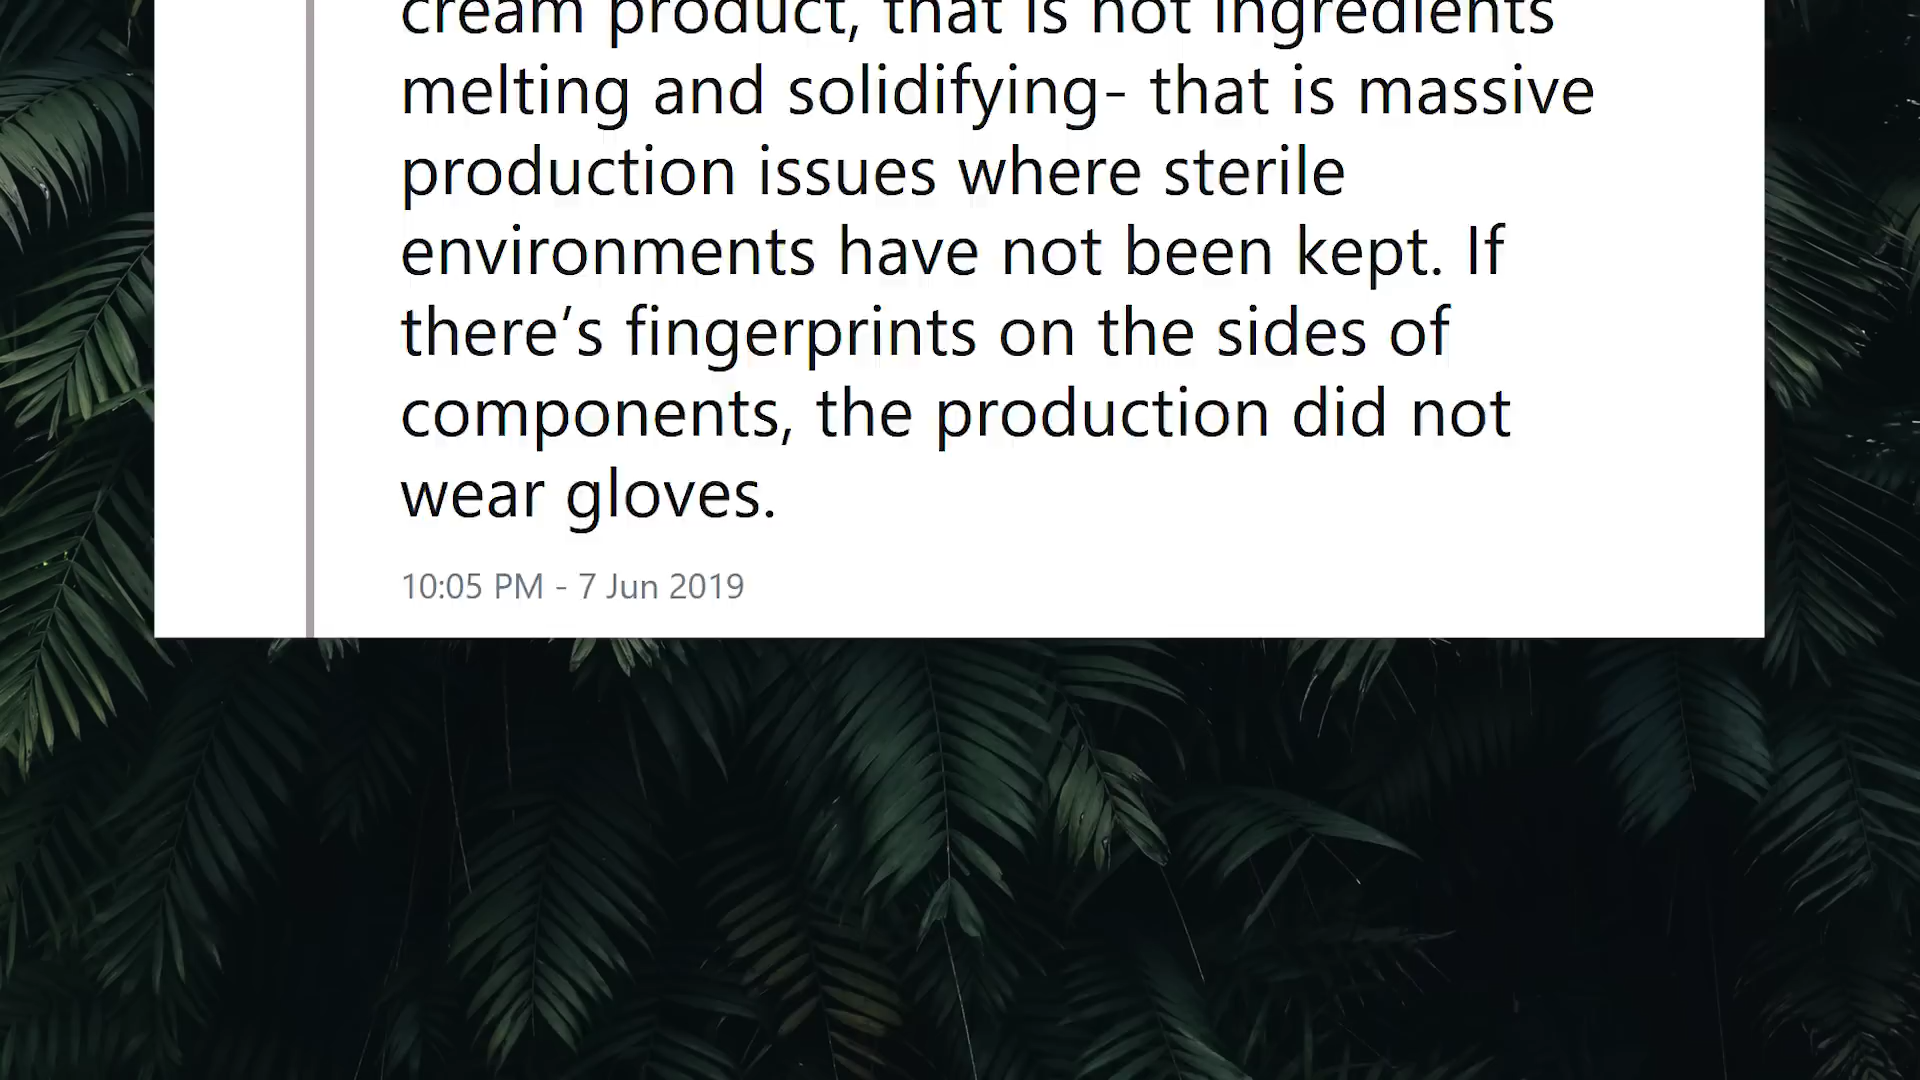 cream product, that is not ingredients
melting and solidifying- that is massive
production issues where sterile
environments have not been kept. If
there’s fingerprints on the sides of
components, the production did not
wear gloves.
10:05 PM - 7 Jun 2019